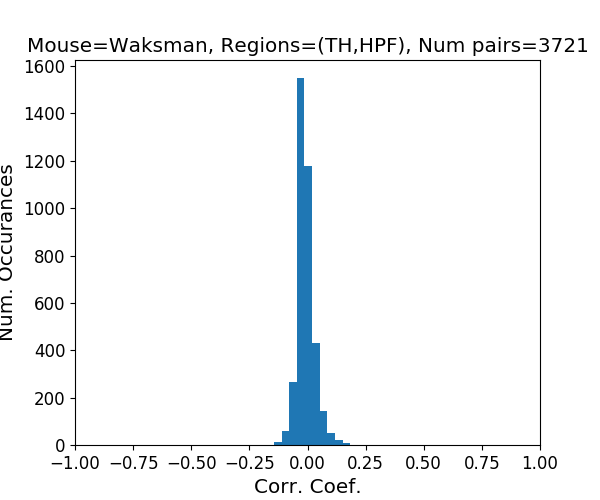 Mouse=Waksman, Regions=(TH,HPF), Num pairs=3721
Num. Occurances
1600
1400
1200
1000
800
600
400
200
0
−1.00 −0.75 −0.50 −0.25 0.00 0.25 0.50 0.75 1.00
Corr. Coef.